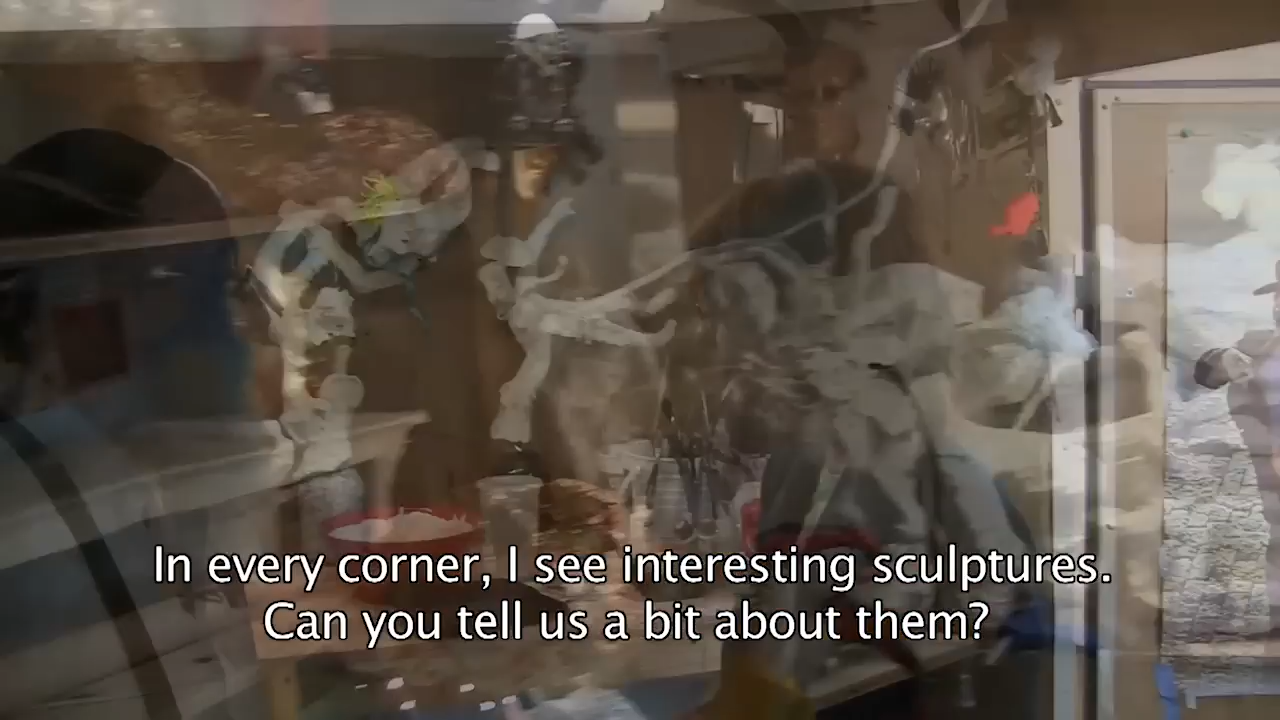 In every corner, I see interesting sculptures.
Can you tell us a bit about them?